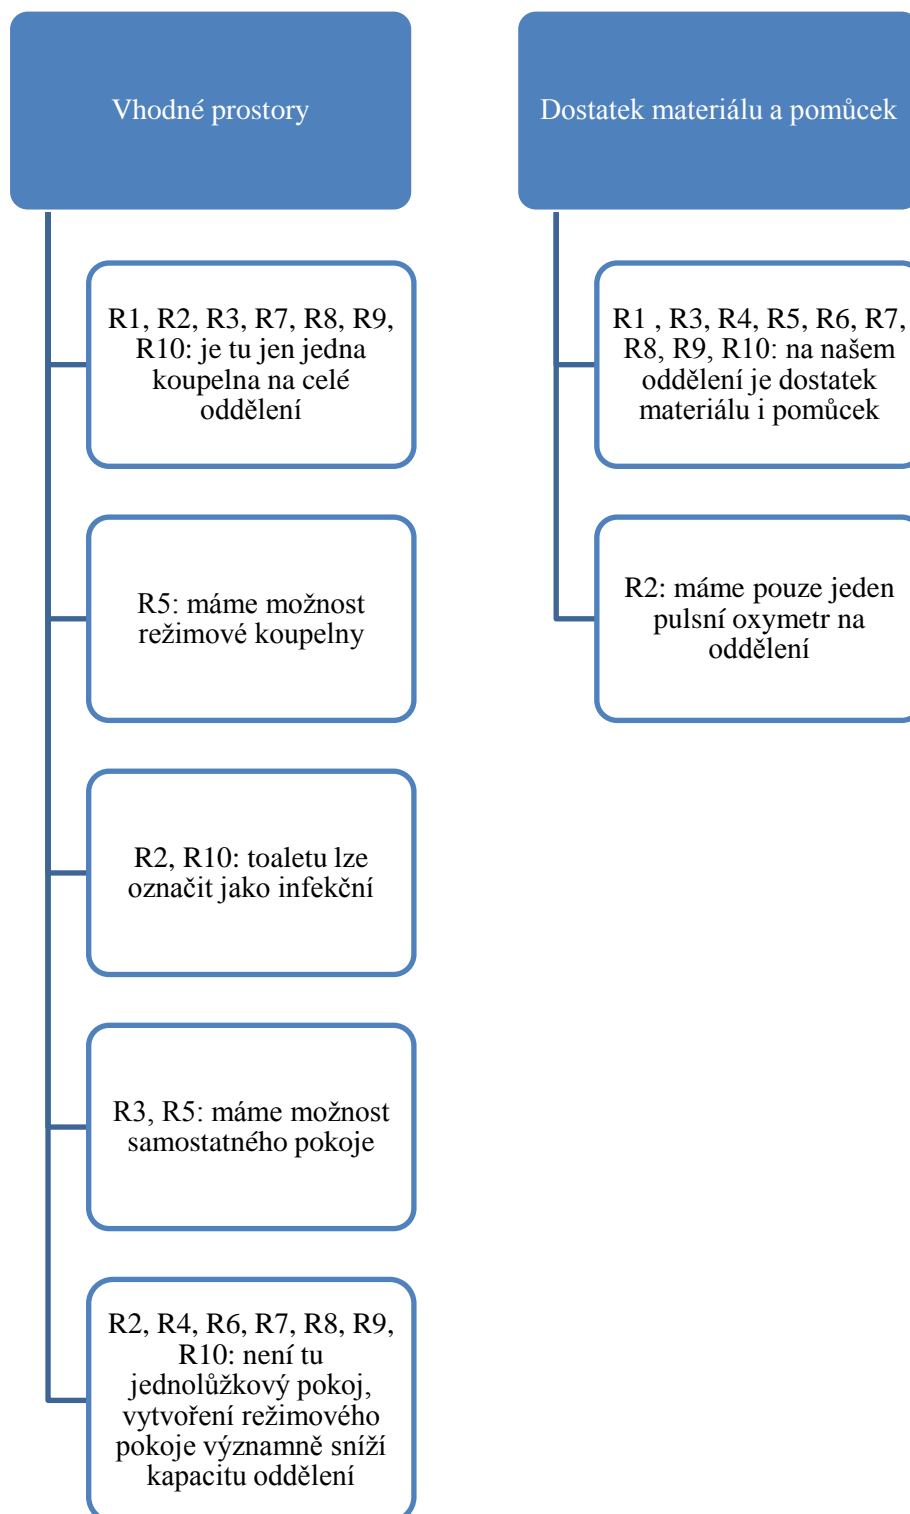 Vhodné prostory
R1, R2, R3, R7, R8, R9,
R10: je tu jen jedna
koupelna na celé
oddělení
R5: máme možnost
režimové koupelny
R2, R10: toaletu lze
označit jako infekční
R3, R5: máme možnost
samostatného pokoje
R2, R4, R6, R7, R8, R9,
R10: není tu
jednolůžkový pokoj,
vytvoření režimového
pokoje významně sníží
kapacitu oddělení
Dostatek materiálu a pomůcek
R1 , R3, R4, R5, R6, R7,
R8, R9, R10: na našem
oddělení je dostatek
materiálu i pomůcek
R2: máme pouze jeden
pulsní oxymetr na
oddělení